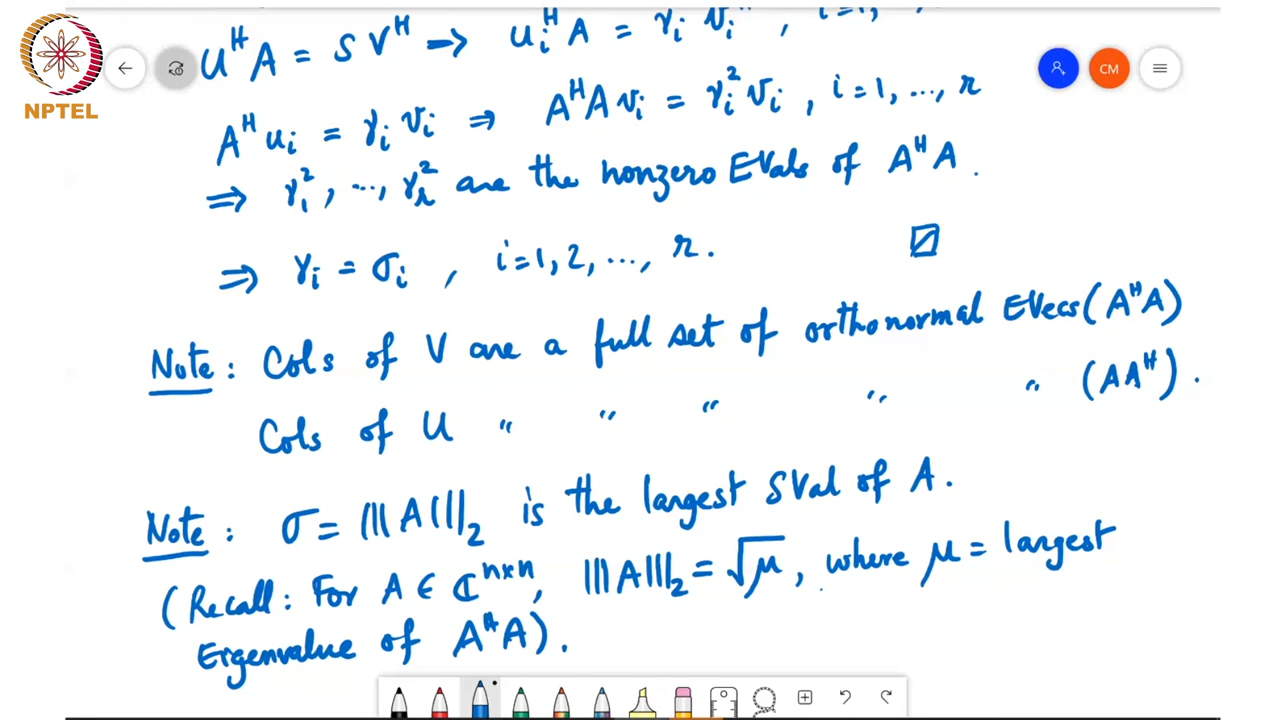 NPTEL
CM
U^H A = S V^H → u_i^H A = γ_i v_i^H, i=1,
A^H u_i = γ_i v_i ⇒ A^H A v_i = γ_i^2 v_i, i=1, ..., r
⇒ γ_1^2, ..., γ_r^2 are the nonzero EVals of A^H A.
⇒ γ_i = σ_i, i=1,2, ..., r.
Note: Cols of V are a full set of orthonormal EVecs (A^H A)
Cols of U " " " " " (AA^H).
Note: σ = |||A|||_2 is the largest SVal of A.
(Recall: For A ∈ ℂ^{n×n}, |||A|||_2 = √μ, where μ = largest
Eigenvalue of A^H A).